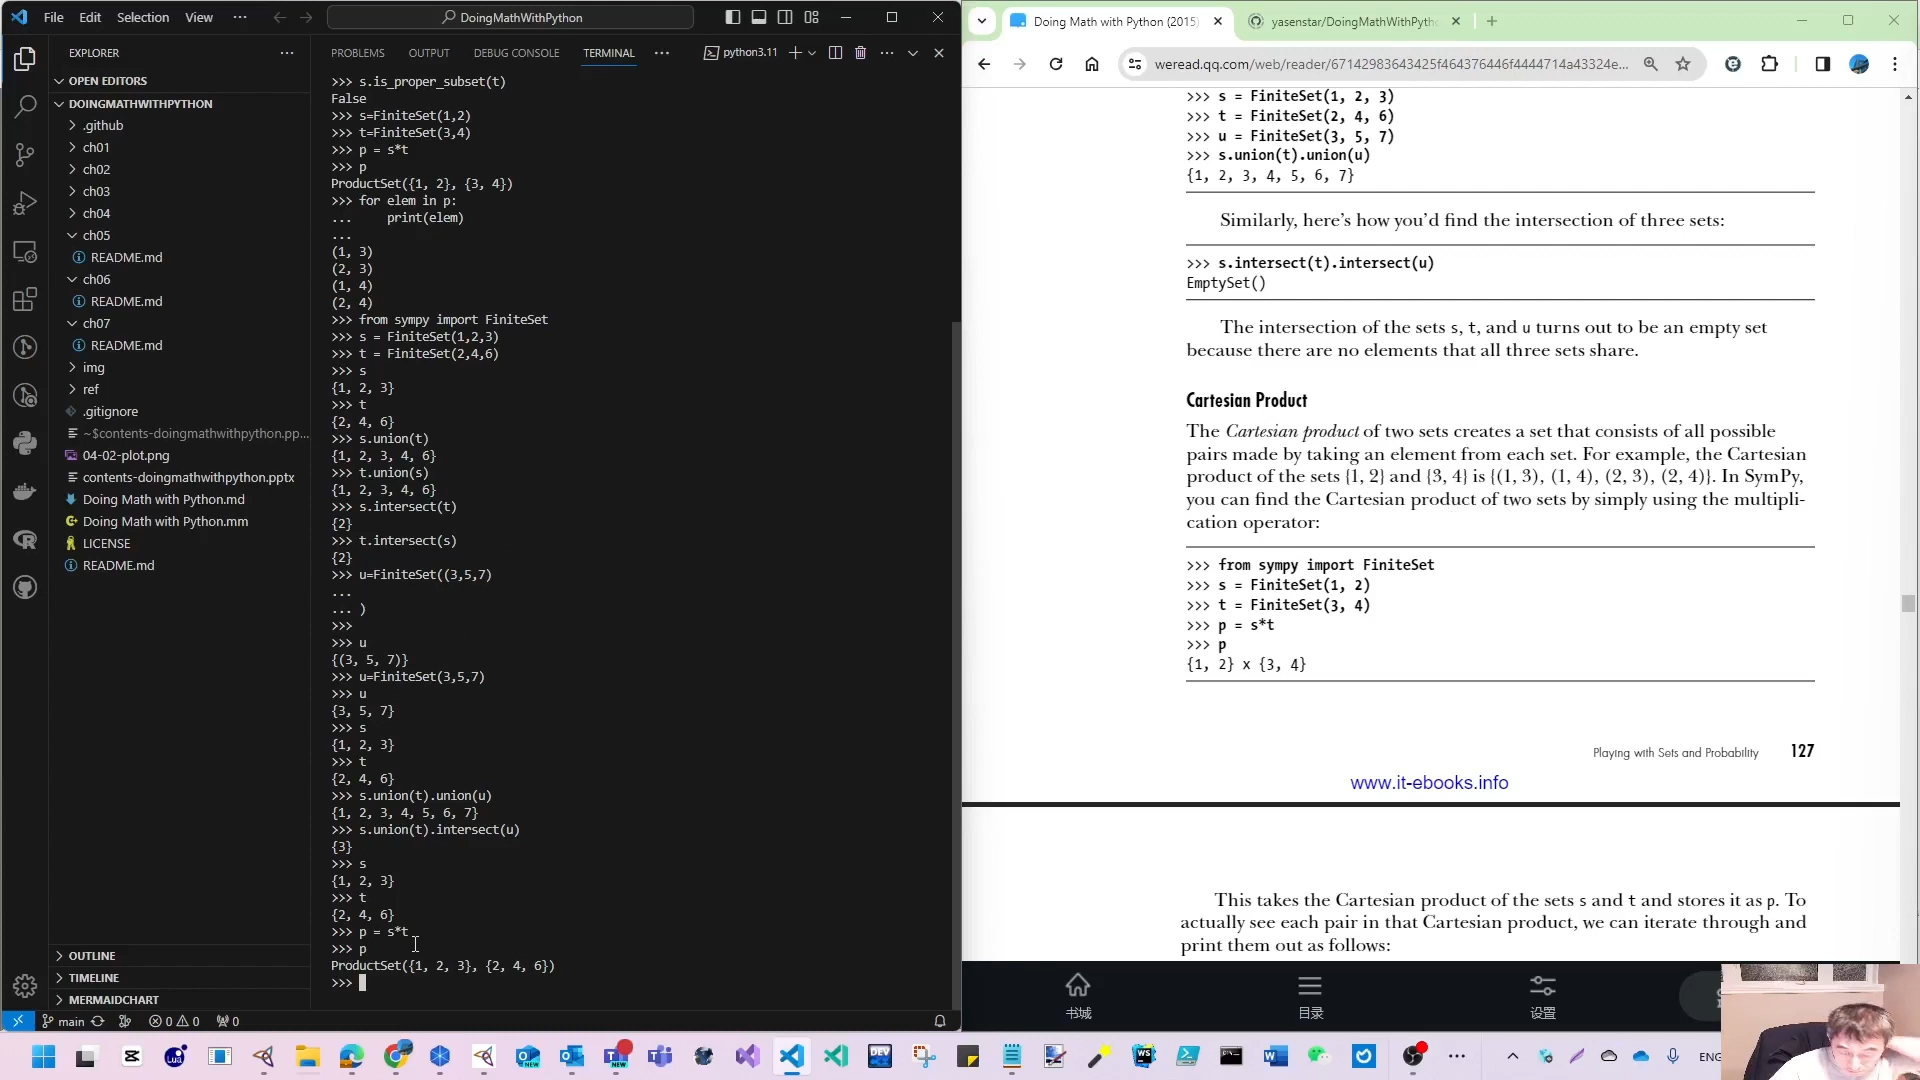 File Edit Selection View ··· DoingMathWithPython
EXPLORER
OPEN EDITORS
DOINGMATHWITHPYTHON
.github
ch01
ch02
ch03
ch04
ch05
README.md
ch06
README.md
ch07
README.md
img
ref
.gitignore
~$contents-doingmathwithpython.pp...
04-02-plot.png
contents-doingmathwithpython.pptx
Doing Math with Python.md
Doing Math with Python.mm
LICENSE
README.md
OUTLINE
TIMELINE
MERMAIDCHART
PROBLEMS OUTPUT DEBUG CONSOLE TERMINAL ··· python3.11
>>> s.is_proper_subset(t)
False
>>> s=FiniteSet(1,2)
>>> t=FiniteSet(3,4)
>>> p = s*t
>>> p
ProductSet({1, 2}, {3, 4})
>>> for elem in p:
... print(elem)
...
(1, 3)
(2, 3)
(1, 4)
(2, 4)
>>> from sympy import FiniteSet
>>> s = FiniteSet(1,2,3)
>>> t = FiniteSet(2,4,6)
>>> s
{1, 2, 3}
>>> t
{2, 4, 6}
>>> s.union(t)
{1, 2, 3, 4, 6}
>>> t.union(s)
{1, 2, 3, 4, 6}
>>> s.intersect(t)
{2}
>>> t.intersect(s)
{2}
>>> u=FiniteSet((3,5,7)
...
... )
>>>
>>> u
{(3, 5, 7)}
>>> u=FiniteSet(3,5,7)
>>> u
{3, 5, 7}
>>> s
{1, 2, 3}
>>> t
{2, 4, 6}
>>> s.union(t).union(u)
{1, 2, 3, 4, 5, 6, 7}
>>> s.union(t).intersect(u)
{3}
>>> s
{1, 2, 3}
>>> t
{2, 4, 6}
>>> p = s*t
>>> p
ProductSet({1, 2, 3}, {2, 4, 6})
>>>
main 0 0 0
Doing Math with Python (2015) yasenstar/DoingMathWithPyth
weread.qq.com/web/reader/67142983643425f464376446f4444714a43324e...
>>> s = FiniteSet(1, 2, 3)
>>> t = FiniteSet(2, 4, 6)
>>> u = FiniteSet(3, 5, 7)
>>> s.union(t).union(u)
{1, 2, 3, 4, 5, 6, 7}
Similarly, here's how you'd find the intersection of three sets:
>>> s.intersect(t).intersect(u)
EmptySet()
The intersection of the sets s, t, and u turns out to be an empty set
because there are no elements that all three sets share.
Cartesian Product
The Cartesian product of two sets creates a set that consists of all possible
pairs made by taking an element from each set. For example, the Cartesian
product of the sets {1, 2} and {3, 4} is {(1, 3), (1, 4), (2, 3), (2, 4)}. In SymPy,
you can find the Cartesian product of two sets by simply using the multipli-
cation operator:
>>> from sympy import FiniteSet
>>> s = FiniteSet(1, 2)
>>> t = FiniteSet(3, 4)
>>> p = s*t
>>> p
{1, 2} x {3, 4}
Playing with Sets and Probability 127
www.it-ebooks.info
This takes the Cartesian product of the sets s and t and stores it as p. To
actually see each pair in that Cartesian product, we can iterate through and
print them out as follows:
书城 目录 设置
ENG